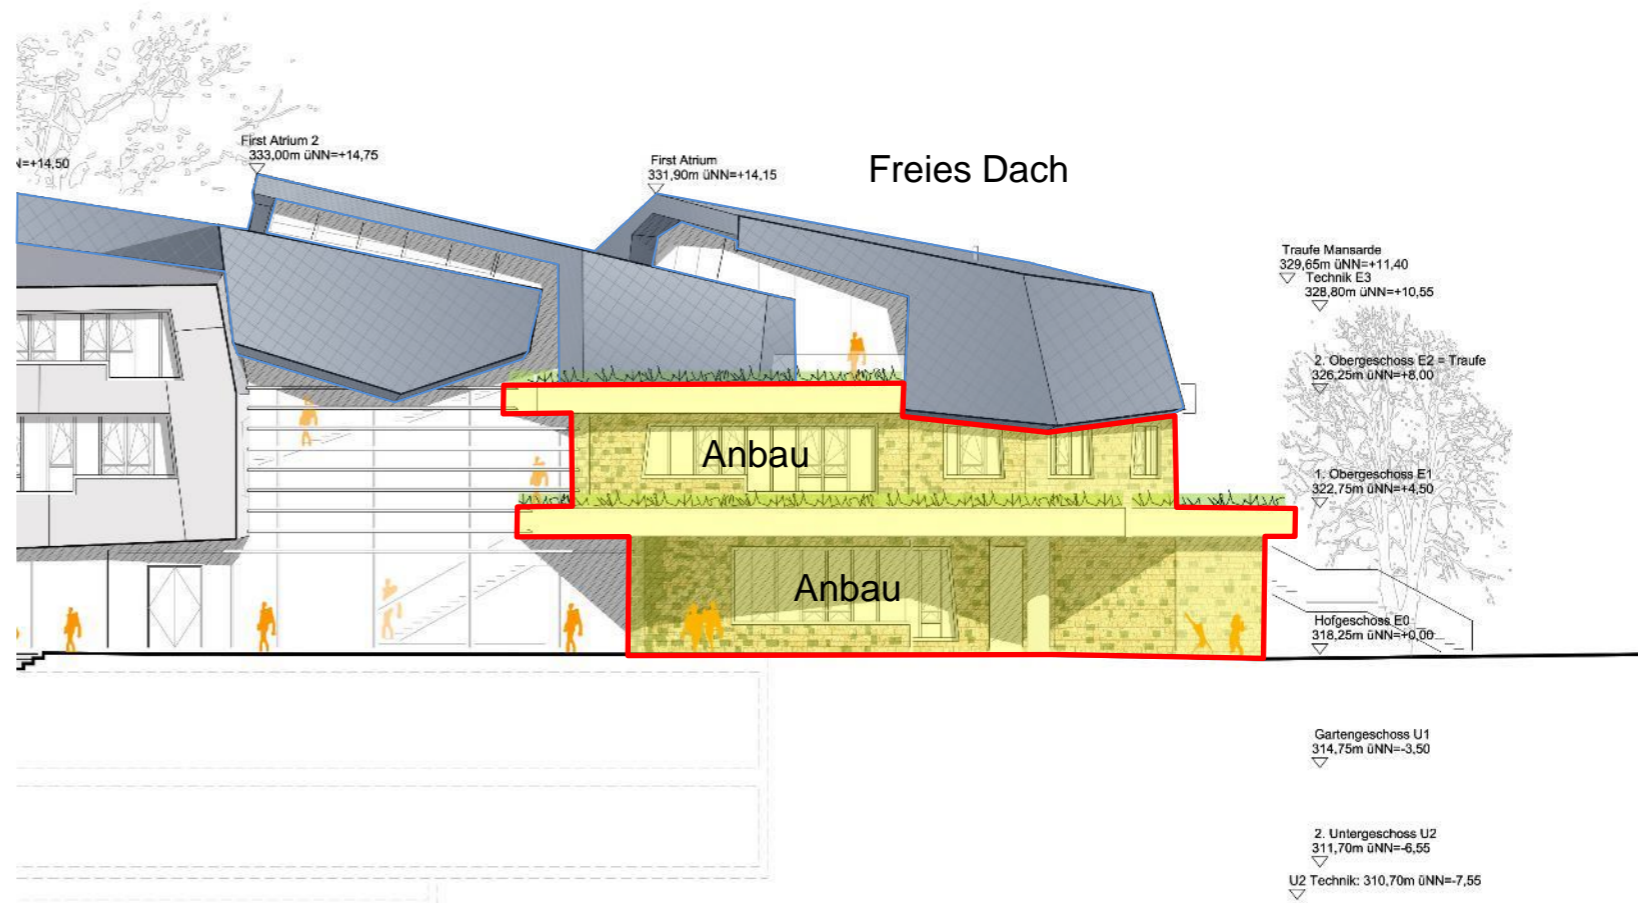 First Atrium 2
333,00m üNN=+14,75
N=+14,50
First Atrium
331,90m üNN=+14,15
Freies Dach
Traufe Mansarde
329,65m üNN=+11,40
Technik E3
328,80m üNN=+10,55
2. Obergeschoss E2 = Traufe
326,25m üNN=+8,00
Anbau
1. Obergeschoss E1
322,75m üNN=+4,50
Anbau
Hofgeschoss E0
318,25m üNN=+0,00
Gartengeschoss U1
314,75m üNN=-3,50
2. Untergeschoss U2
311,70m üNN=-6,55
U2 Technik: 310,70m üNN=-7,55